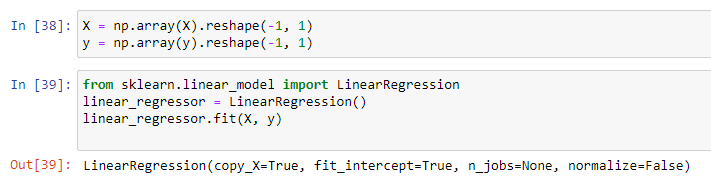 In [38]: X = np.array(X).reshape(-1, 1)
y = np.array(y).reshape(-1, 1)
In [39]: from sklearn.linear_model import LinearRegression
linear_regressor = LinearRegression()
linear_regressor.fit(X, y)
Out[39]: LinearRegression(copy_X=True, fit_intercept=True, n_jobs=None, normalize=False)